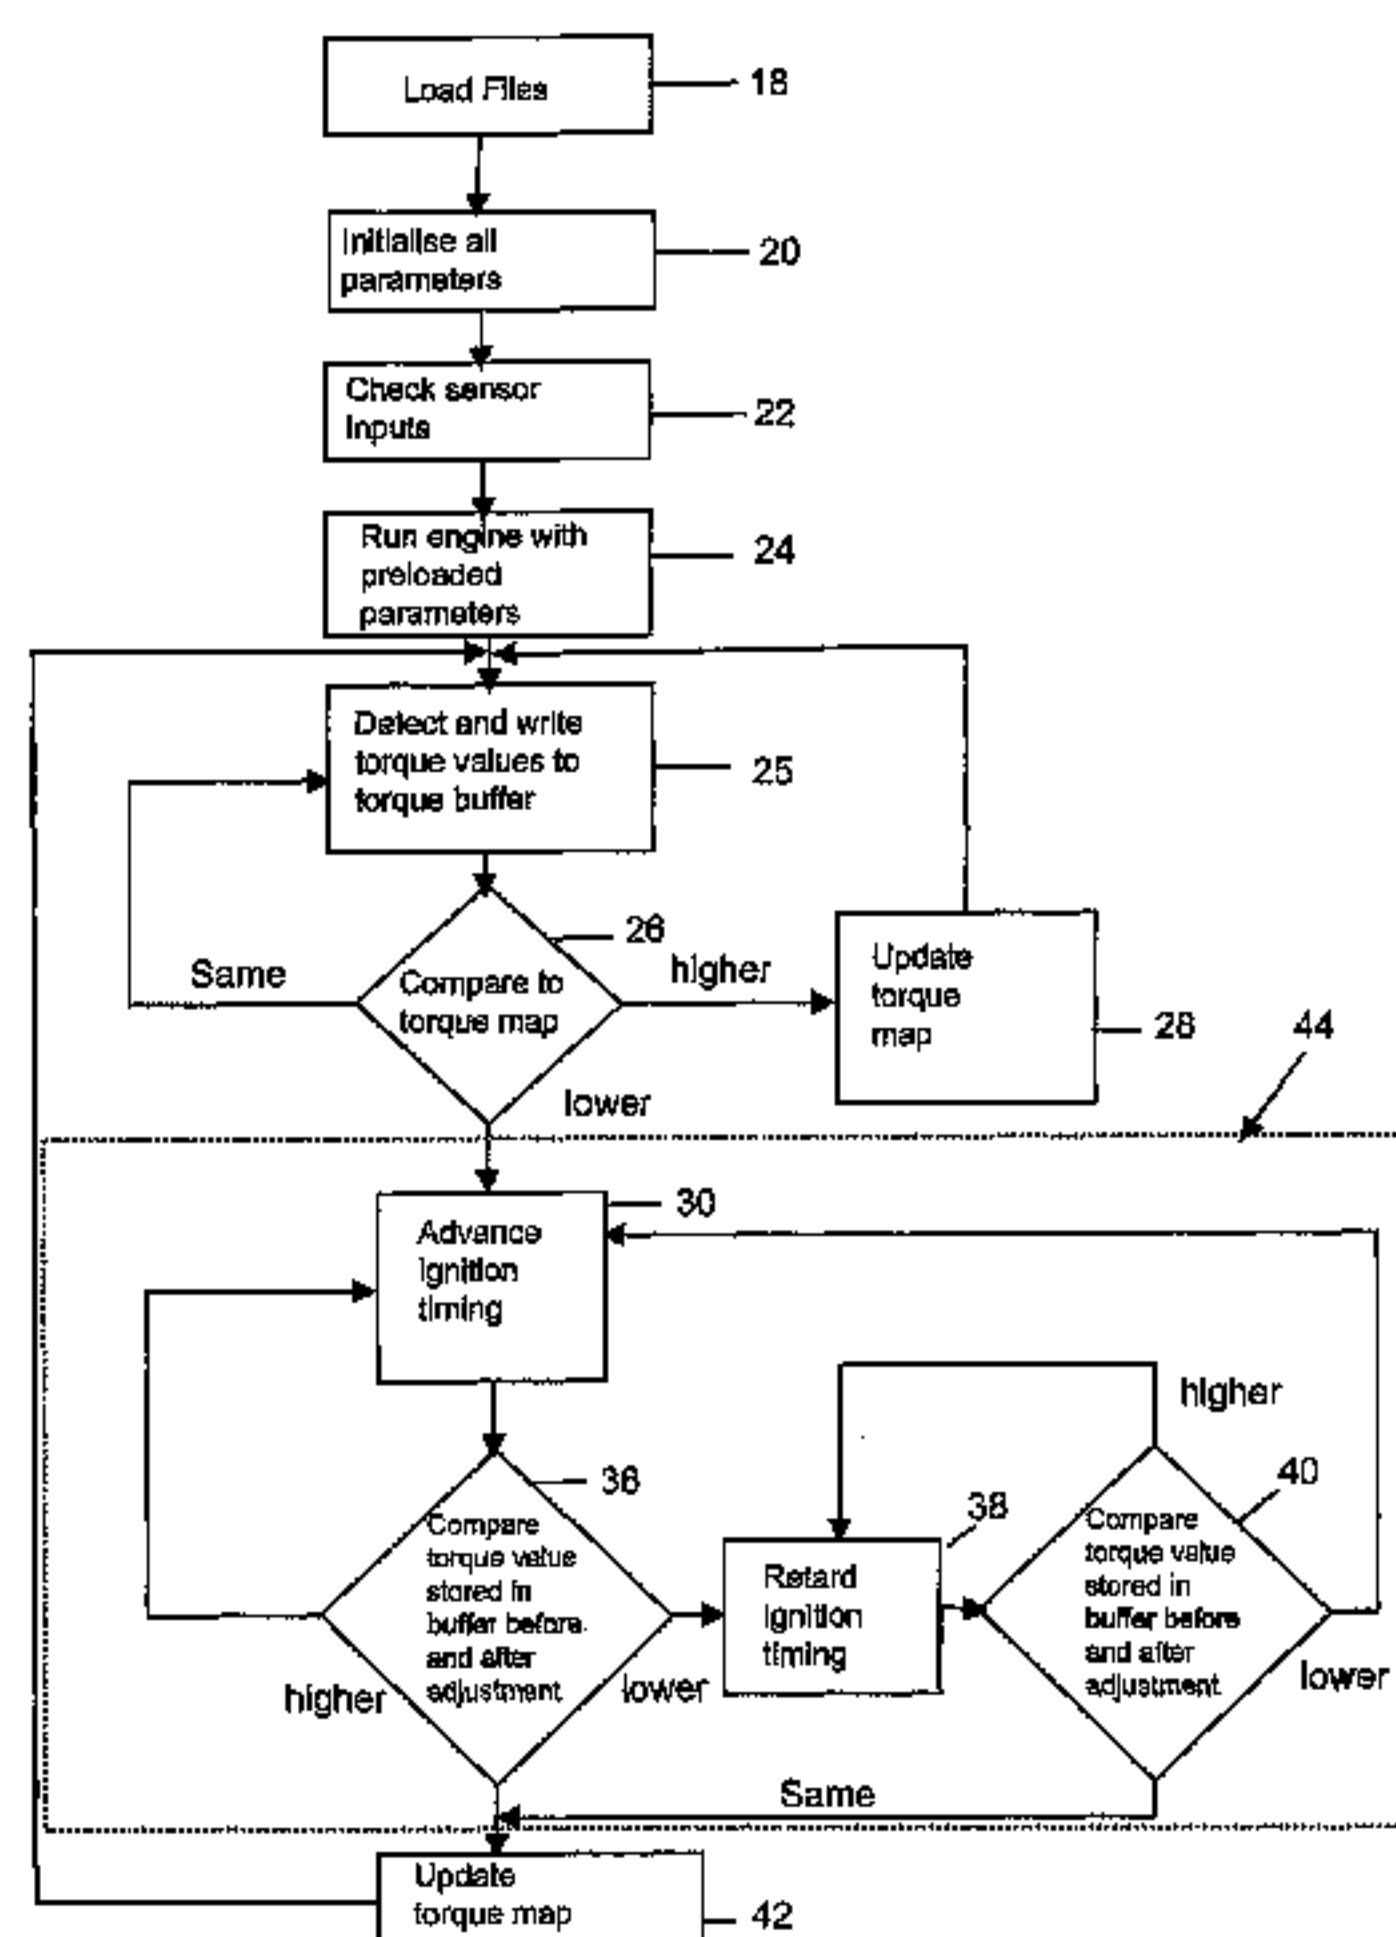 Load Files
18
Initialise all
parameters
20
Check sensor
inputs
22
Run engine with
preloaded
parameters
24
Detect and write
torque values to
torque buffer
25
26
Same
Compare to
torque map
higher
Update
torque
map
28
44
lower
30
Advance
ignition
timing
higher
36
Compare
torque value
stored in
buffer before
and after
adjustment
higher
lower
38
Retard
ignition
timing
40
Compare
torque value
stored in
buffer before
and after
adjustment
lower
Same
Update
torque map
42